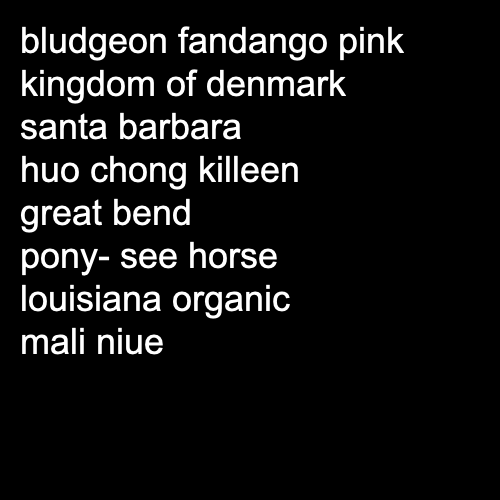 bludgeon fandango pink
kingdom of denmark
santa barbara
huo chong killeen
great bend
pony- see horse
louisiana organic
mali niue